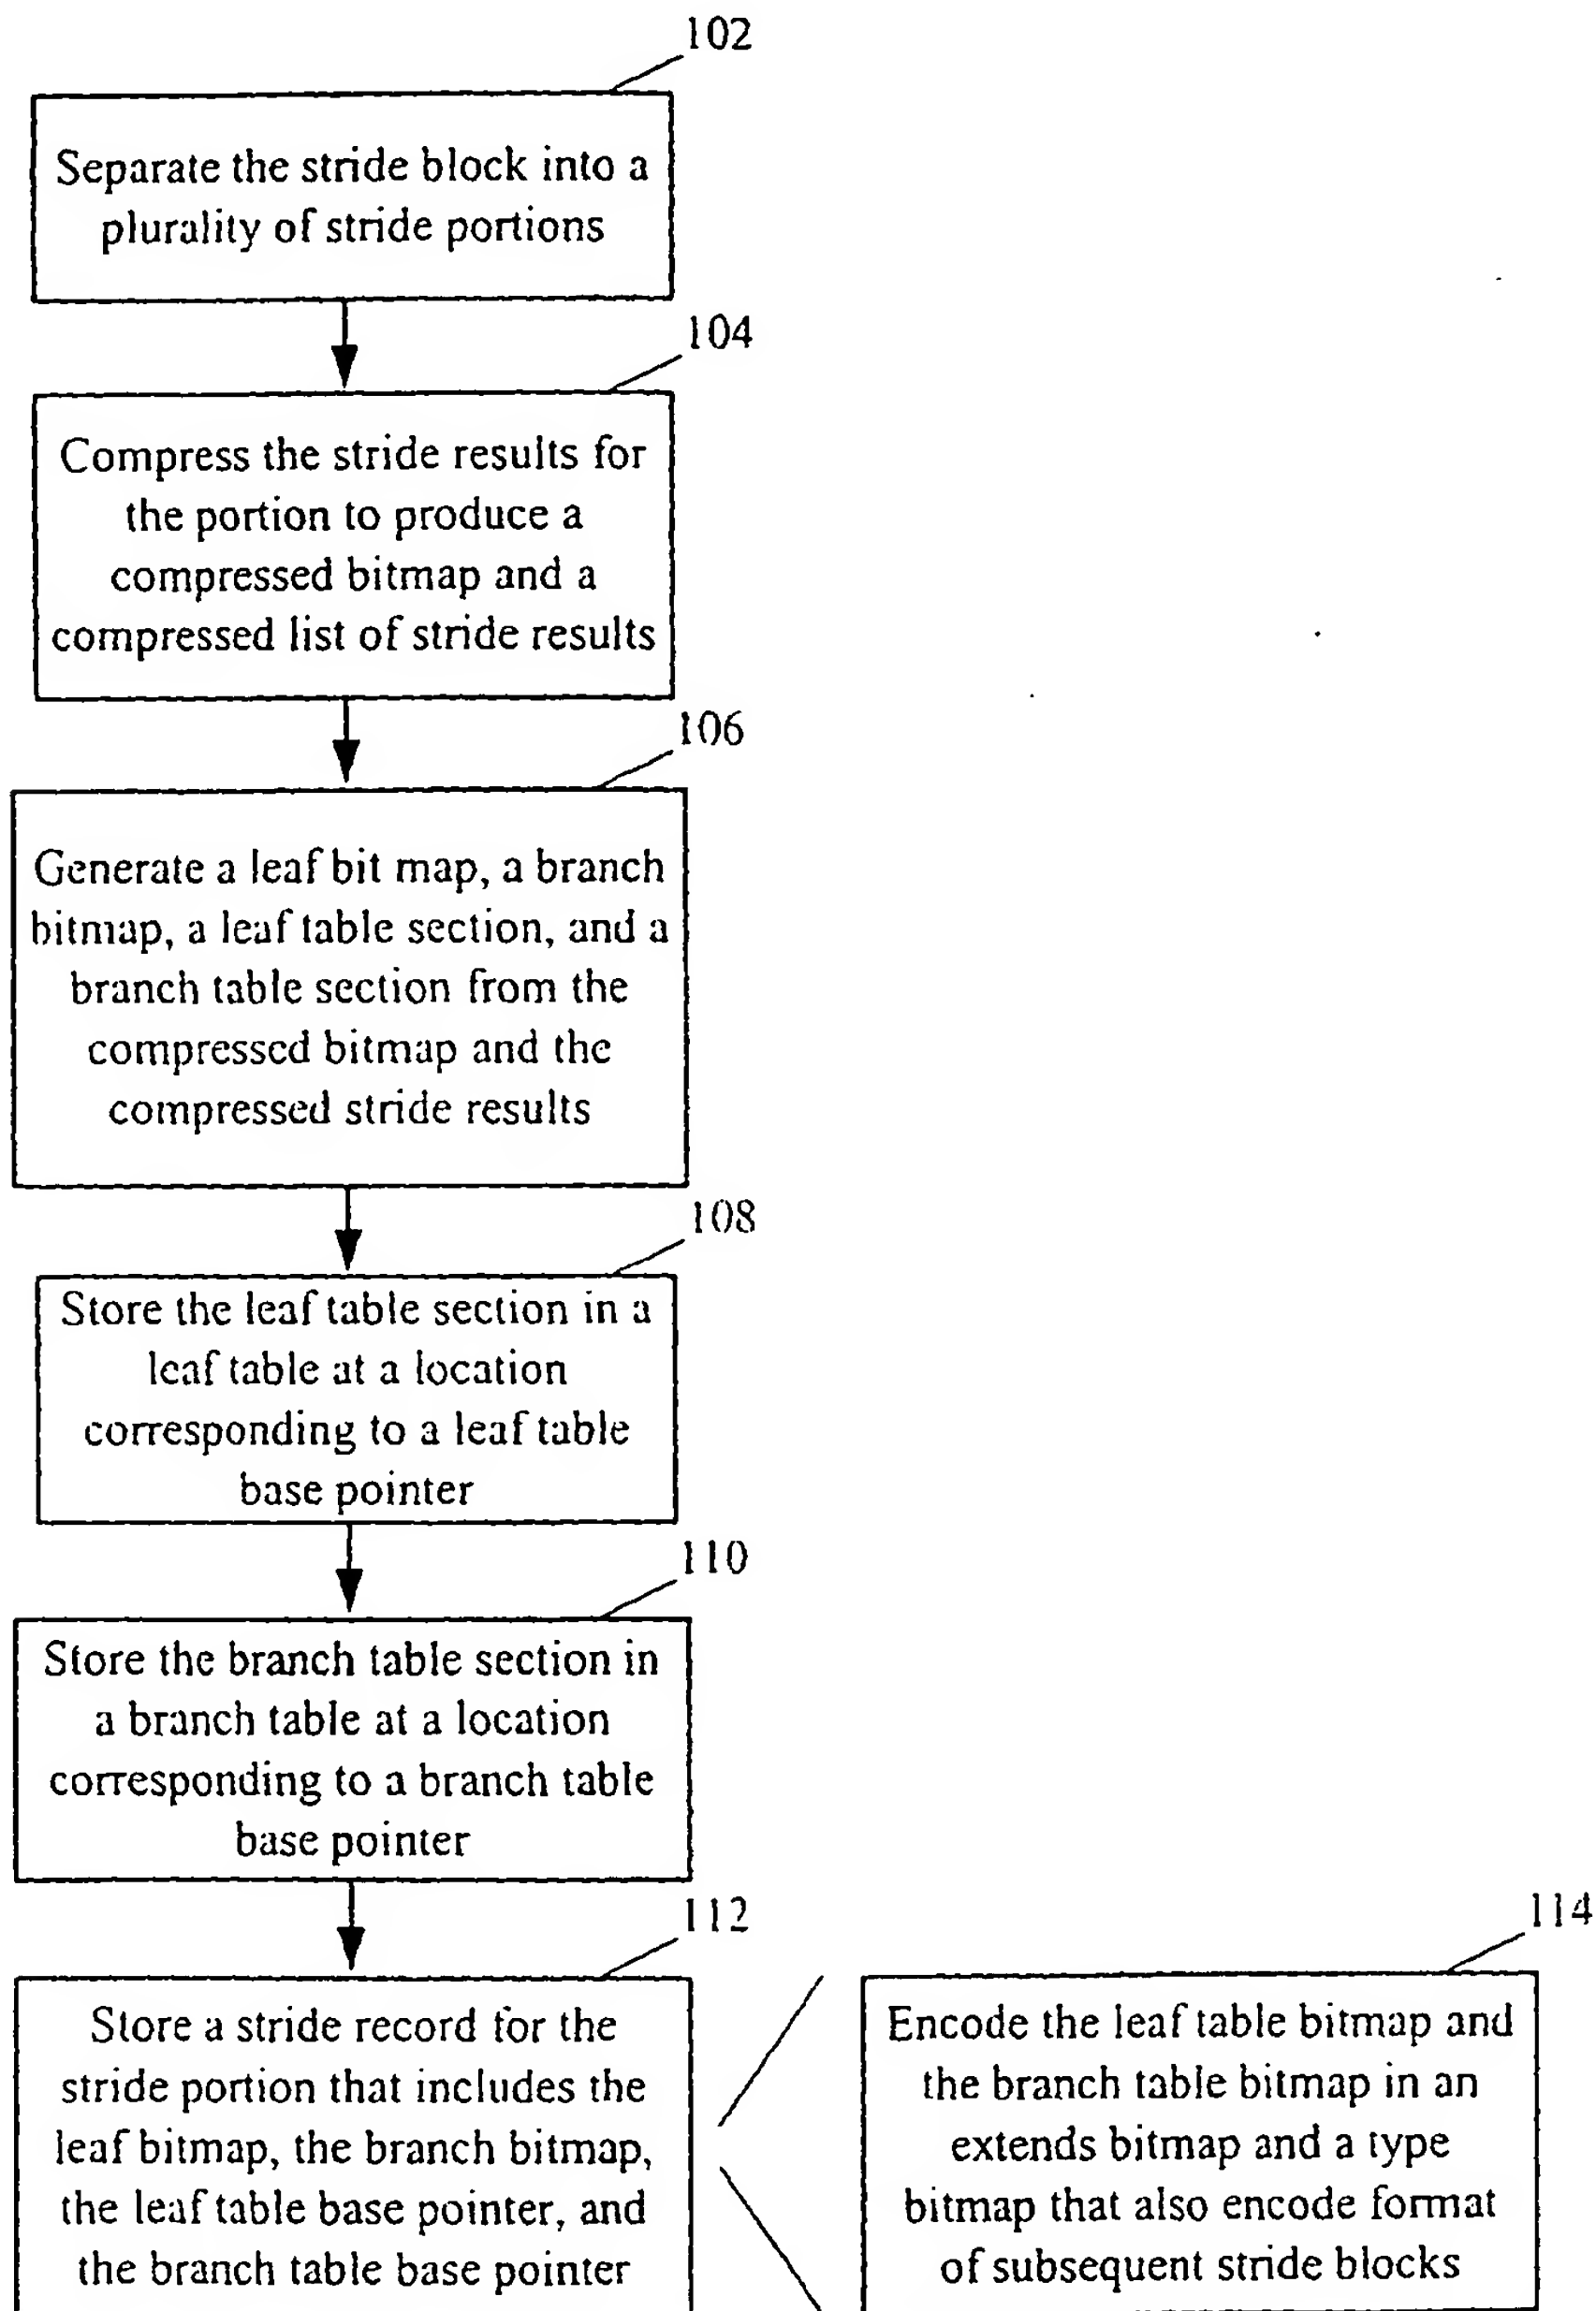 102
Separate the stride block into a
plurality of stride portions
104
Compress the stride results for
the portion to produce a
compressed bitmap and a
compressed list of stride results
106
Generate a leaf bit map, a branch
bitmap, a leaf table section, and a
branch table section from the
compressed bitmap and the
compressed stride results
108
Store the leaf table section in a
leaf table at a location
corresponding to a leaf table
base pointer
110
Store the branch table section in
a branch table at a location
corresponding to a branch table
base pointer
112
Store a stride record for the
stride portion that includes the
leaf bitmap, the branch bitmap,
the leaf table base pointer, and
the branch table base pointer
114
Encode the leaf table bitmap and
the branch table bitmap in an
extends bitmap and a type
bitmap that also encode format
of subsequent stride blocks